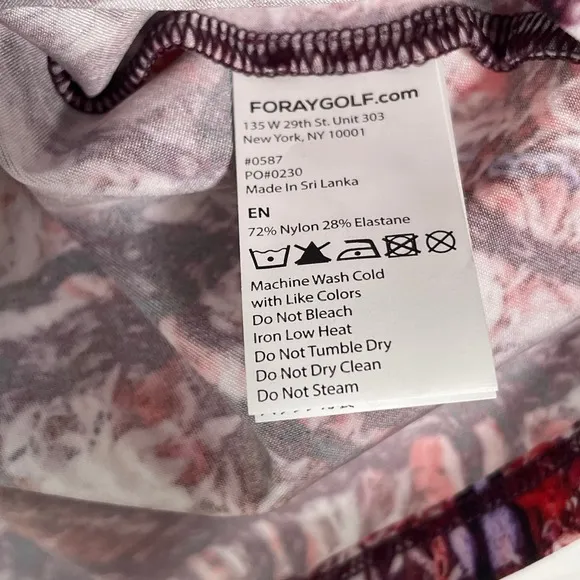 FORAYGOLF.com
135 W 29th St. Unit 303
New York, NY 10001
#0587
PO#0230
Made In Sri Lanka
EN
72% Nylon 28% Elastane
Machine Wash Cold
with Like Colors
Do Not Bleach
Iron Low Heat
Do Not Tumble Dry
Do Not Dry Clean
Do Not Steam